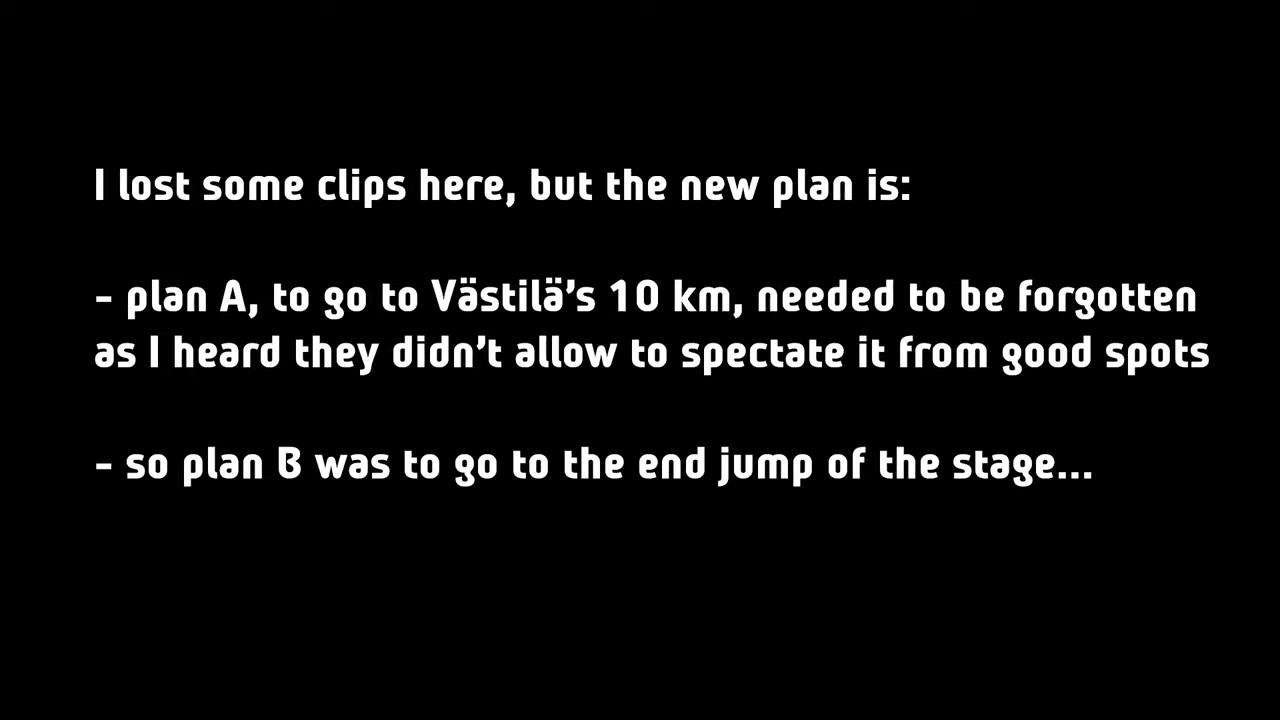 I lost some clips here, but the new plan is:
- plan A, to go to Västilä's 10 km, needed to be forgotten
as I heard they didn't allow to spectate it from good spots
- so plan B was to go to the end jump of the stage...